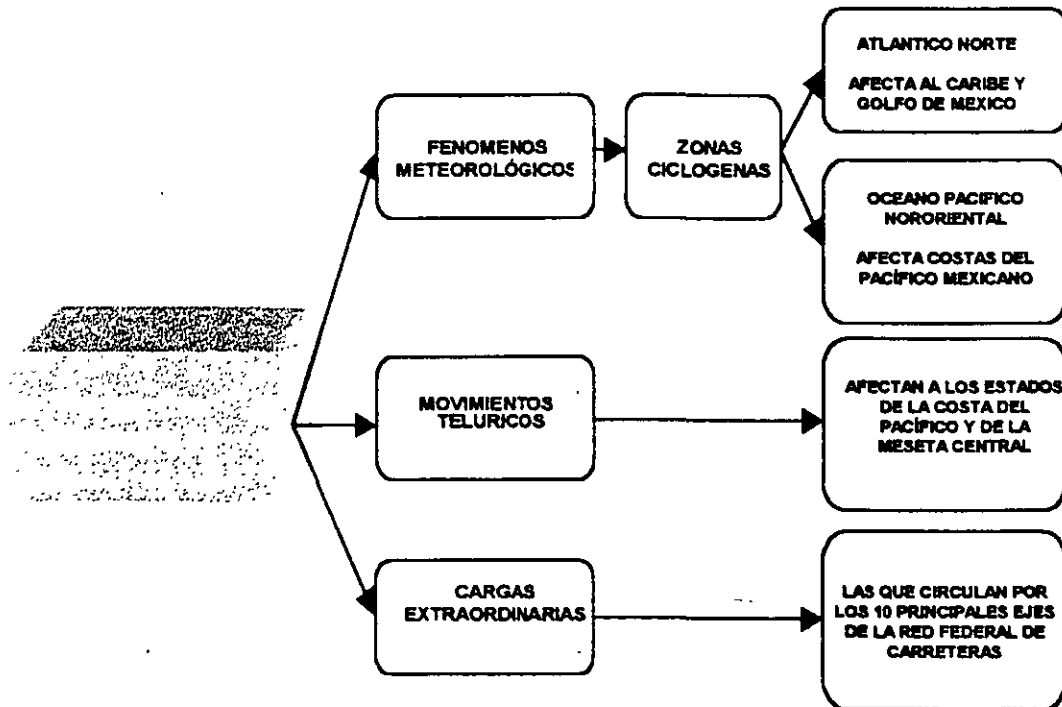 ATLANTICO NORTE
AFECTA AL CARIBE Y
GOLFO DE MEXICO
FENOMENOS
METEOROLÓGICOS
ZONAS
CICLOGENAS
OCEANO PACIFICO
NORORIENTAL
AFECTA COSTAS DEL
PACÍFICO MEXICANO
MOVIMIENTOS
TELURICOS
AFECTAN A LOS ESTADOS
DE LA COSTA DEL
PACÍFICO Y DE LA
MESETA CENTRAL
CARGAS
EXTRAORDINARIAS
LAS QUE CIRCULAN POR
LOS 10 PRINCIPALES EJES
DE LA RED FEDERAL DE
CARRETERAS